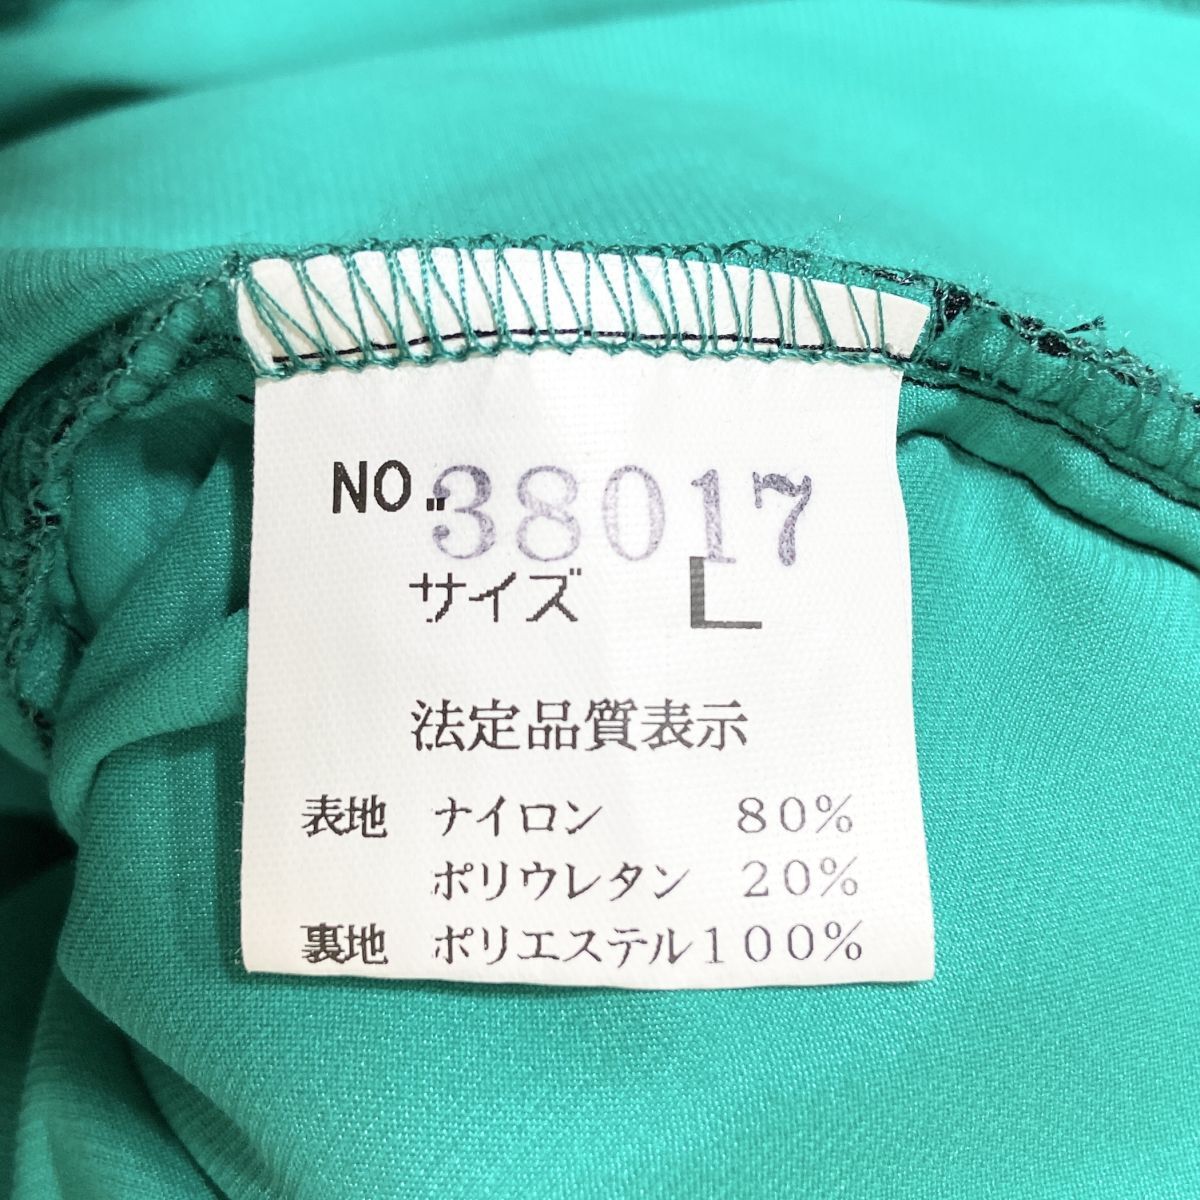 NO. 38017
サイズ L
法定品質表示
表地 ナイロン 80%
ポリウレタン 20%
裏地 ポリエステル100%